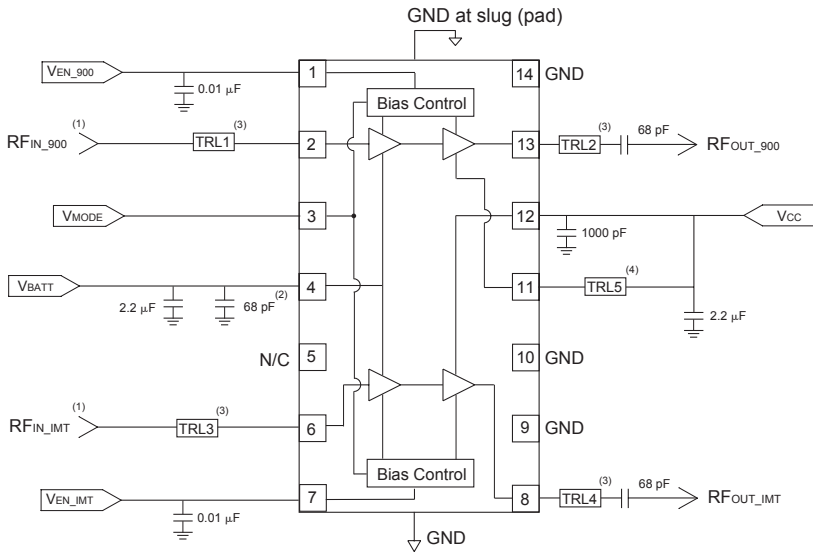 GND at slug (pad)
VEN_900
0.01 µF
1
14
GND
Bias Control
(1)
RFIN_900
TRL1
(3)
2
13
TRL2
(3)
68 pF
RFOUT_900
VMODE
3
12
1000 pF
VCC
VBATT
2.2 µF
68 pF
(2)
4
11
TRL5
(4)
2.2 µF
N/C
5
10
GND
(1)
RFIN_IMT
TRL3
(3)
6
9
GND
Bias Control
VEN_IMT
0.01 µF
7
8
TRL4
(3)
68 pF
RFOUT_IMT
GND